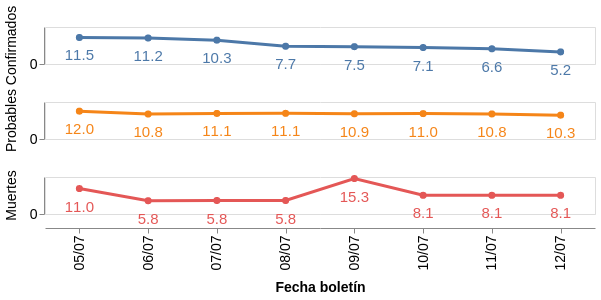 Confirmados
0
11.5 11.2 10.3 7.7 7.5 7.1 6.6 5.2
Probables
0
12.0 10.8 11.1 11.1 10.9 11.0 10.8 10.3
Muertes
0
11.0 5.8 5.8 5.8 15.3 8.1 8.1 8.1
05/07 06/07 07/07 08/07 09/07 10/07 11/07 12/07
Fecha boletín